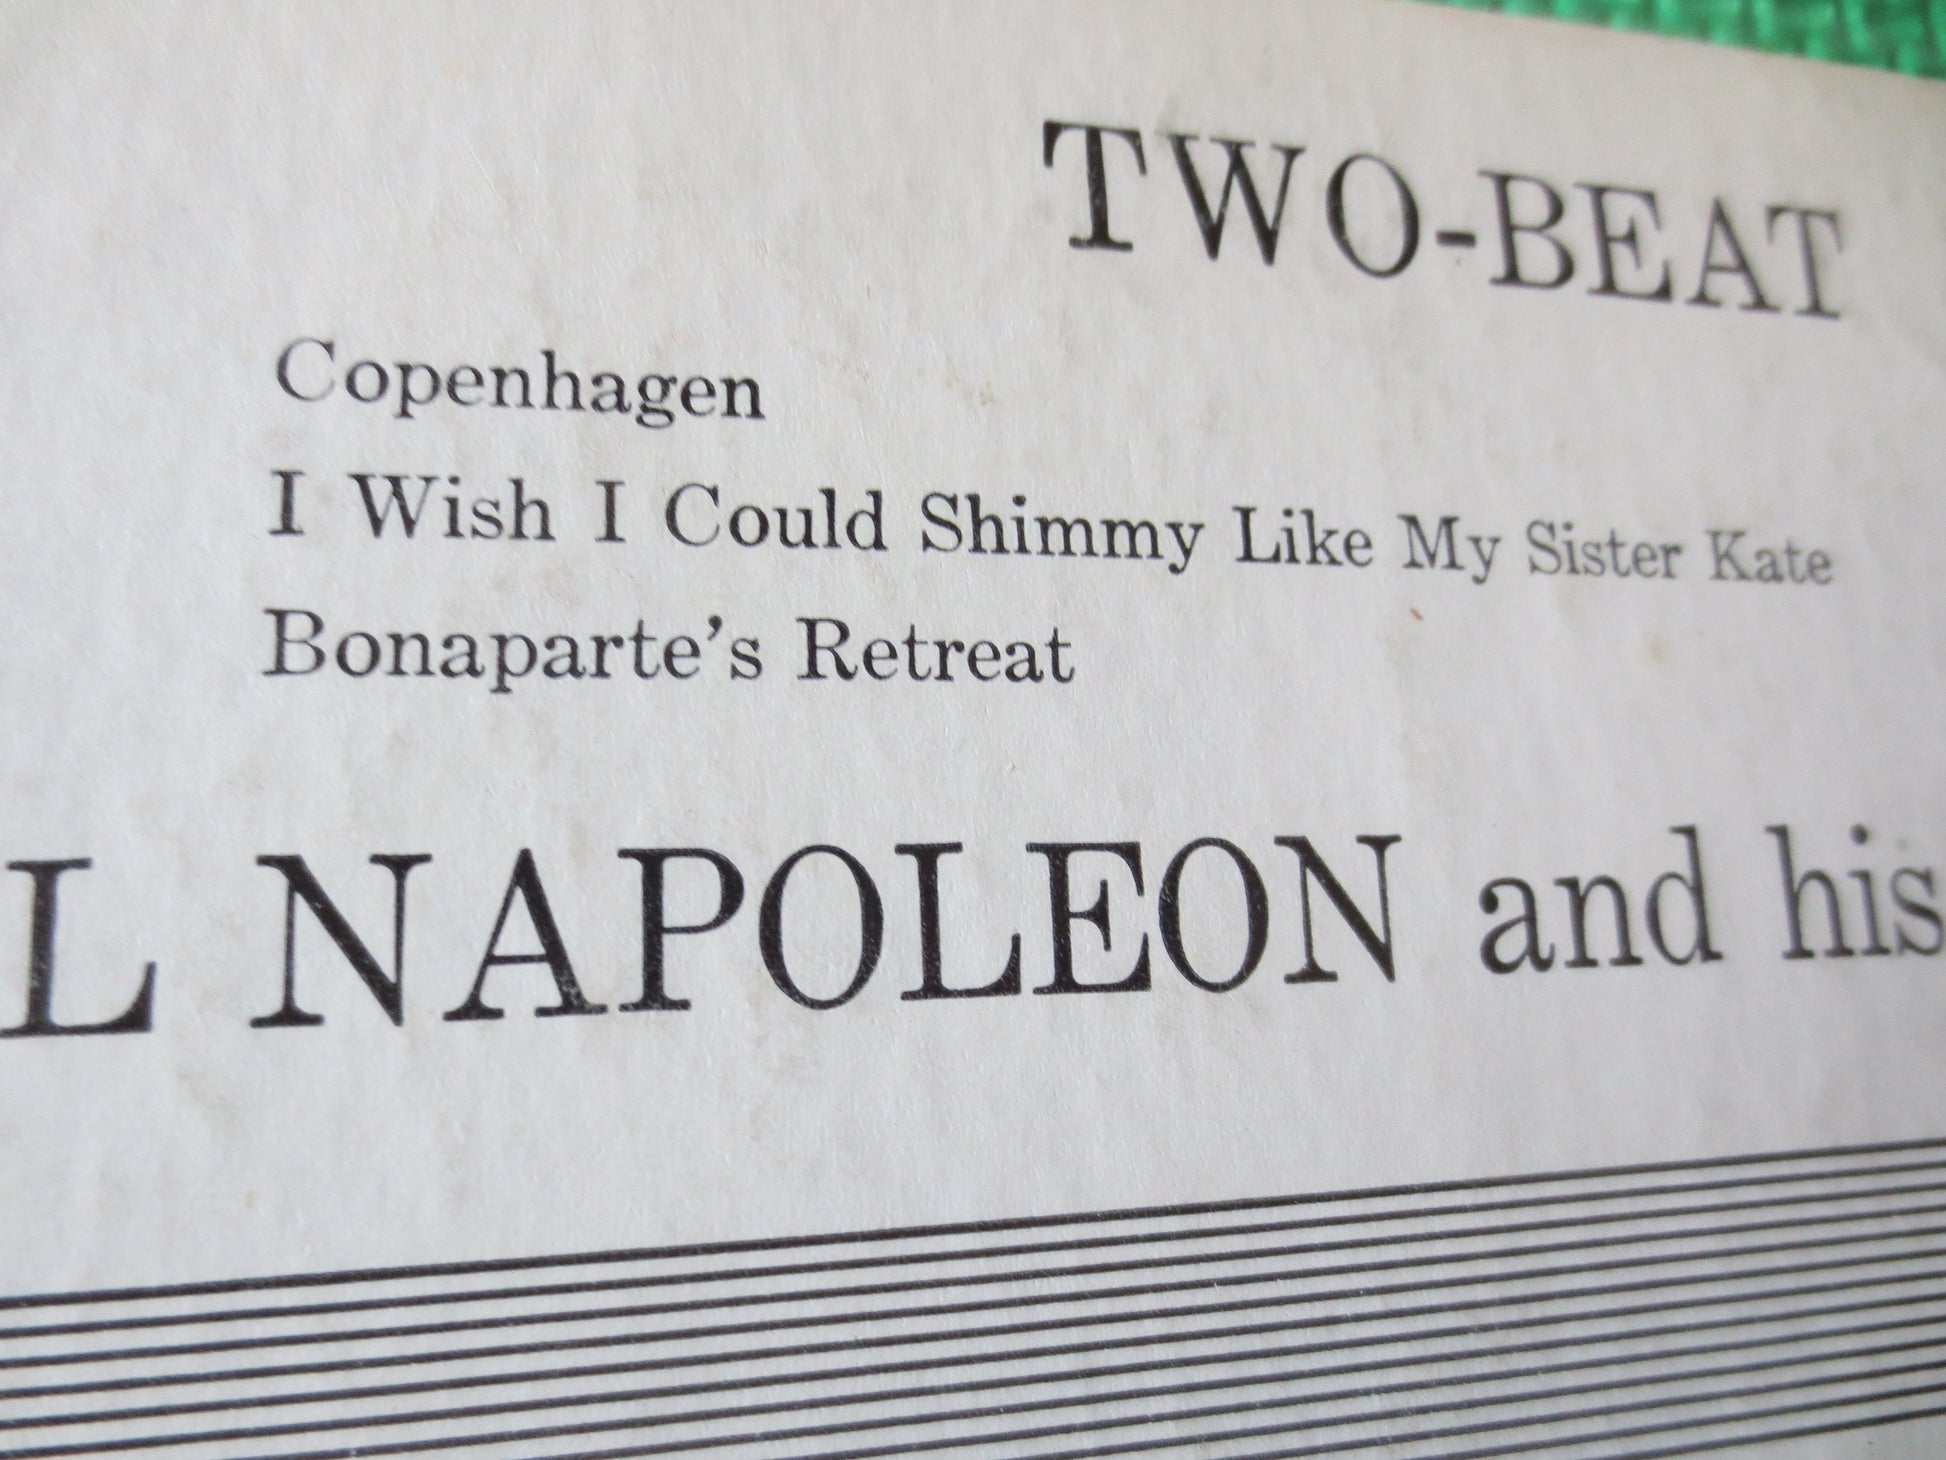 TWO-BEAT
Copenhagen
I Wish I Could Shimmy Like My Sister Kate
Bonaparte's Retreat
L NAPOLEON and his